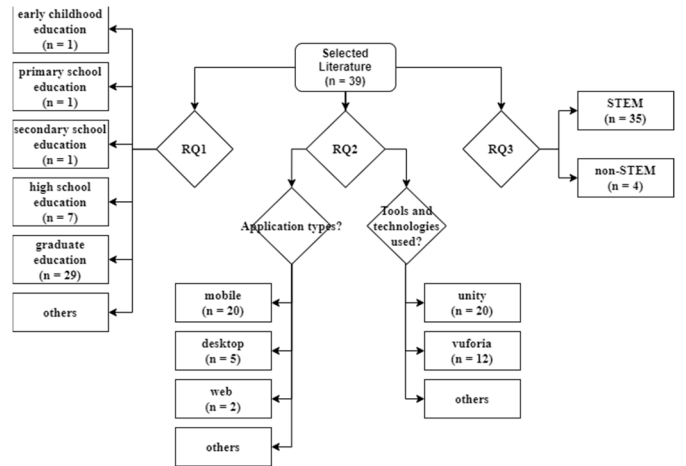 early childhood
education
(n = 1)
primary school
education
(n = 1)
secondary school
education
(n = 1)
high school
education
(n = 7)
graduate
education
(n = 29)
others
Selected
Literature
(n = 39)
RQ1
RQ2
RQ3
STEM
(n = 35)
non-STEM
(n = 4)
Application types?
Tools and
technologies
used?
mobile
(n = 20)
desktop
(n = 5)
web
(n = 2)
others
unity
(n = 20)
vuforia
(n = 12)
others